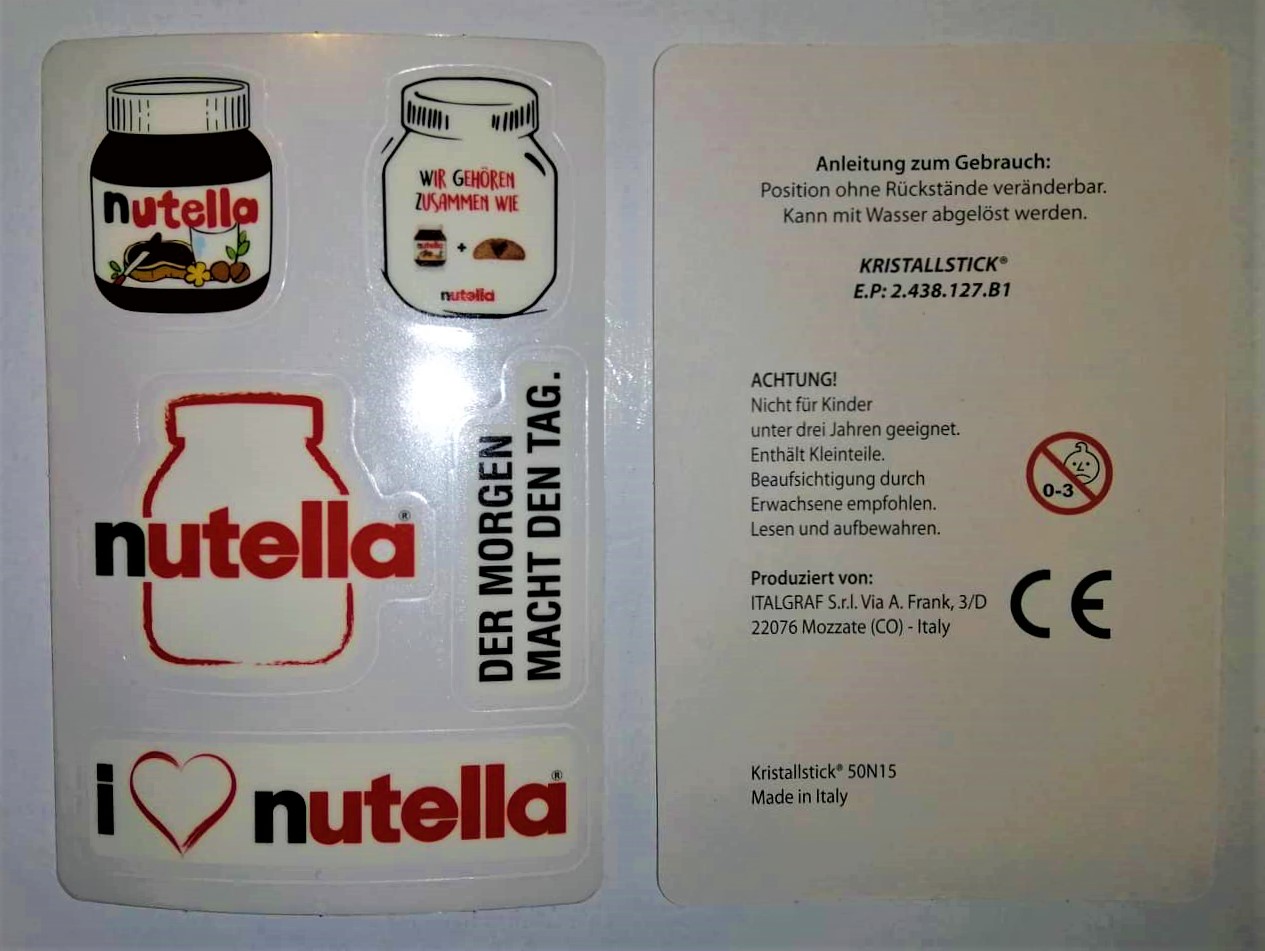 nutella
WIR GEHÖREN
ZUSAMMEN WIE
nutella
+
nutella
nutella®
DER MORGEN
MACHT DEN TAG.
i nutella®
Anleitung zum Gebrauch:
Position ohne Rückstände veränderbar.
Kann mit Wasser abgelöst werden.
KRISTALLSTICK®
E.P: 2.438.127.B1
ACHTUNG!
Nicht für Kinder
unter drei Jahren geeignet.
Enthält Kleinteile.
Beaufsichtigung durch
Erwachsene empfohlen.
Lesen und aufbewahren.
0-3
Produziert von:
ITALGRAF S.r.l. Via A. Frank, 3/D
22076 Mozzate (CO) - Italy
CE
Kristallstick® 50N15
Made in Italy